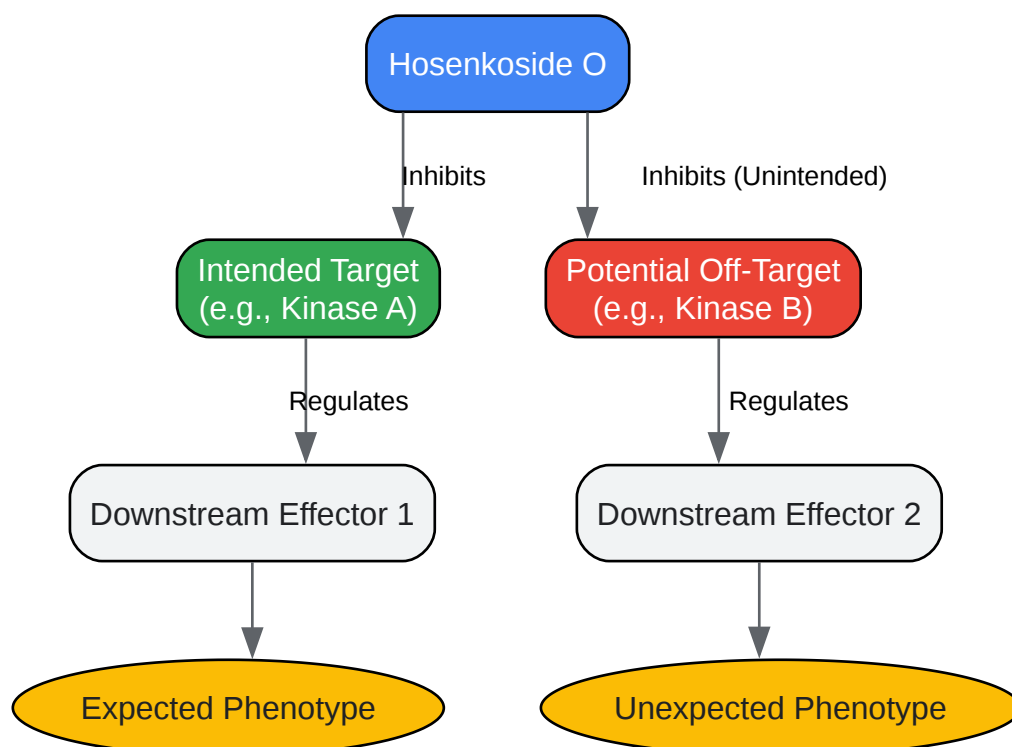 Hosenkoside O
Inhibits
Inhibits (Unintended)
Intended Target
(e.g., Kinase A)
Potential Off-Target
(e.g., Kinase B)
Regulates
Regulates
Downstream Effector 1
Downstream Effector 2
Expected Phenotype
Unexpected Phenotype